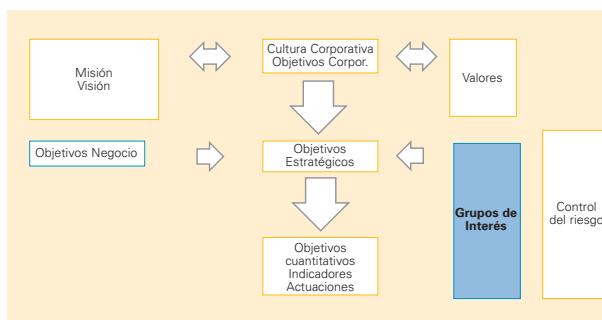 Misión
Visión
Cultura Corporativa
Objetivos Corpor.
Valores
Objetivos Negocio
Objetivos
Estratégicos
Grupos de
Interés
Control
del riesgo
Objetivos
cuantitativos
Indicadores
Actuaciones